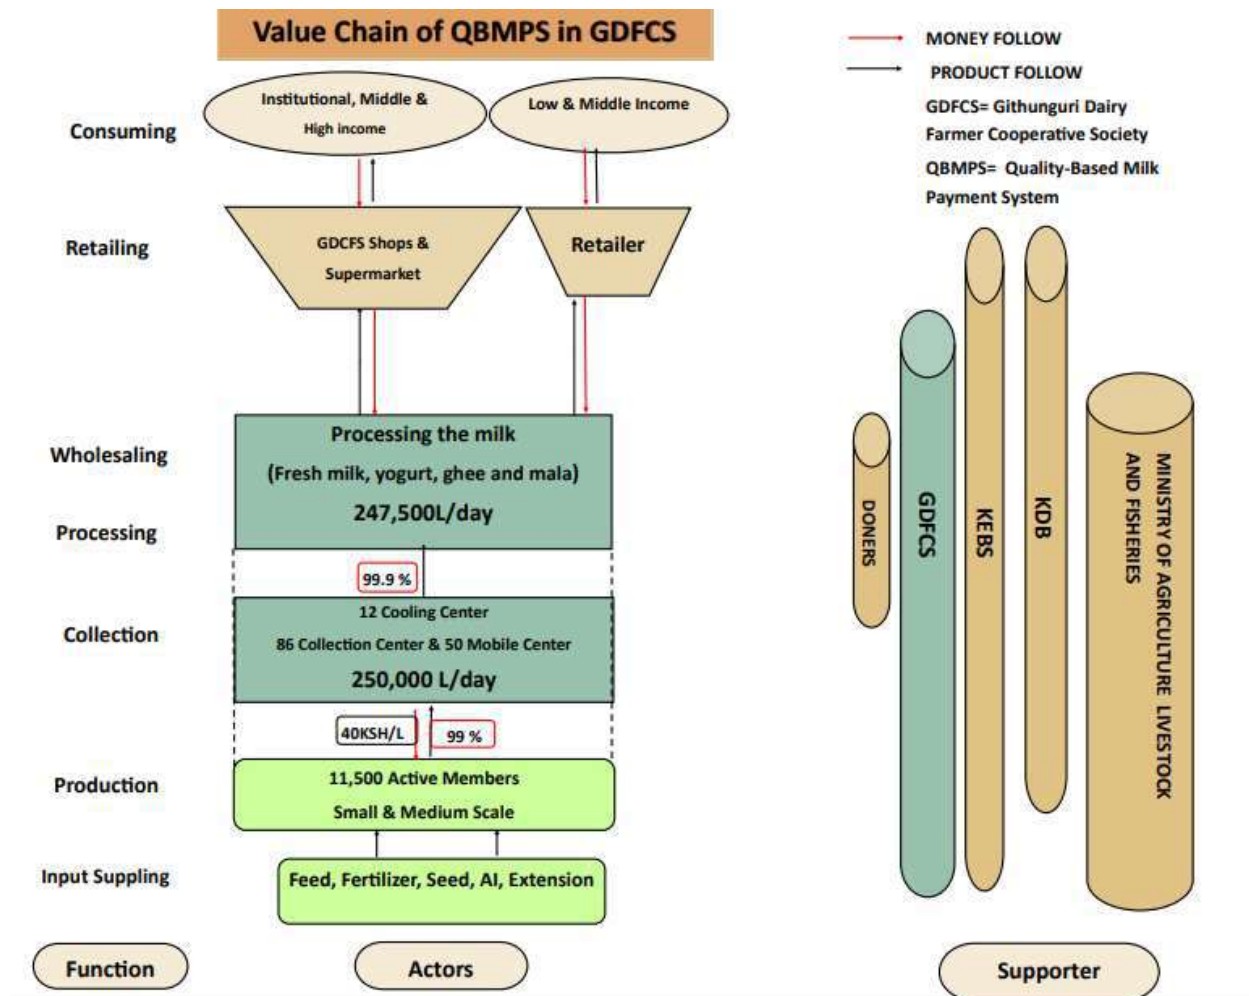 Value Chain of QBMPS in GDFCS
MONEY FOLLOW
PRODUCT FOLLOW
GDFCS= Githunguri Dairy
Farmer Cooperative Society
QBMPS= Quality-Based Milk
Payment System
Consuming
Institutional, Middle &
High income
Low & Middle Income
Retailing
GDCFS Shops &
Supermarket
Retailer
Wholesaling
Processing the milk
(Fresh milk, yogurt, ghee and mala)
247,500L/day
Processing
99.9 %
Collection
12 Cooling Center
86 Collection Center & 50 Mobile Center
250,000 L/day
40KSH/L
99 %
Production
11,500 Active Members
Small & Medium Scale
Input Suppling
Feed, Fertilizer, Seed, AI, Extension
DONERS
GDFCS
KEBS
KDB
MINISTRY OF AGRICULTURE LIVESTOCK
AND FISHERIES
Function
Actors
Supporter